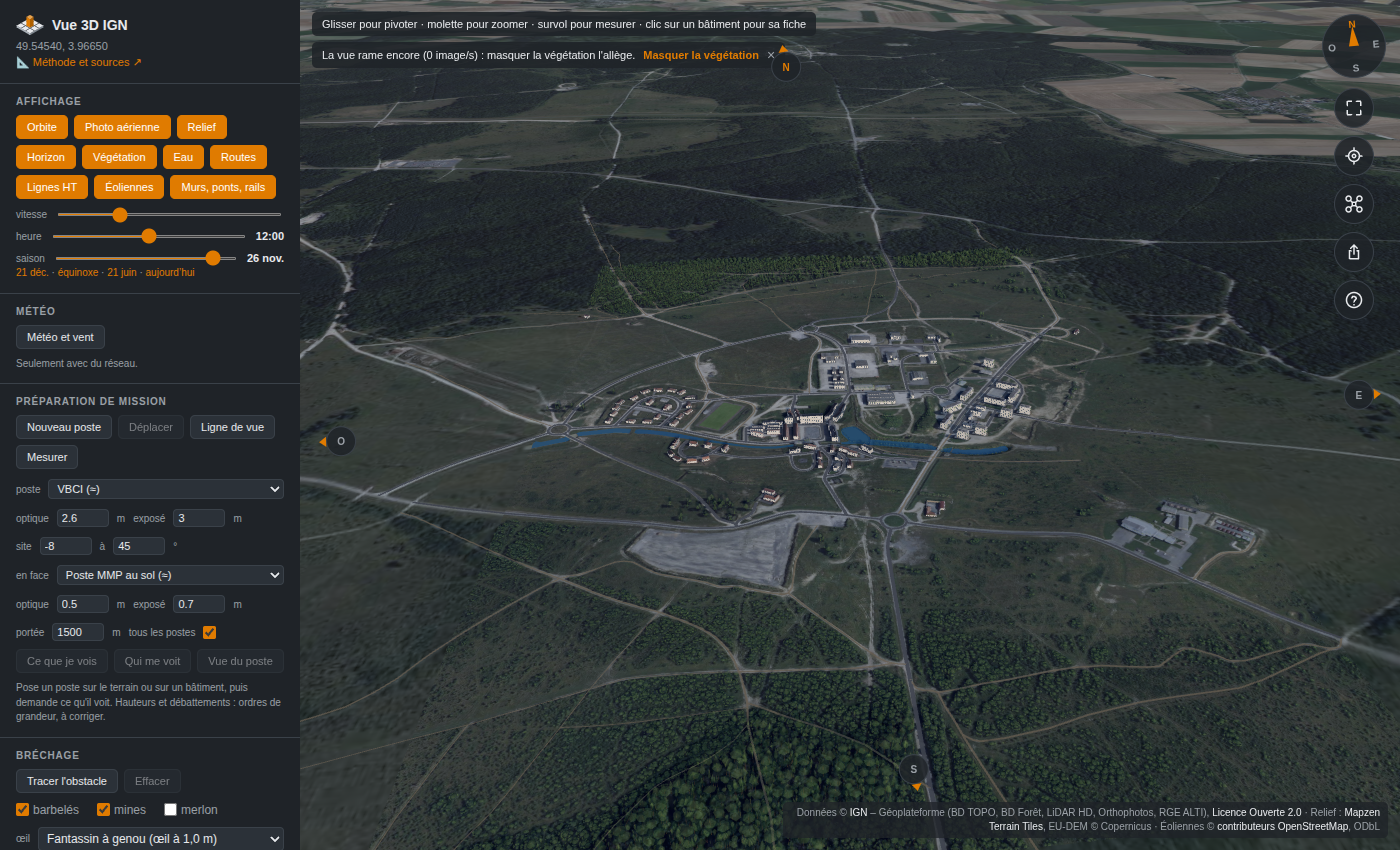 Vue 3D IGN
49.54540, 3.96650
📐 Méthode et sources ↗
AFFICHAGE
Orbite Photo aérienne Relief
Horizon Végétation Eau Routes
Lignes HT Éoliennes Murs, ponts, rails
vitesse
heure 12:00
saison 26 nov.
21 déc. · équinoxe · 21 juin · aujourd'hui
MÉTÉO
Météo et vent
Seulement avec du réseau.
PRÉPARATION DE MISSION
Nouveau poste Déplacer Ligne de vue
Mesurer
poste VBCI (≈)
optique 2.6 m exposé 3 m
site -8 à 45 °
en face Poste MMP au sol (≈)
optique 0.5 m exposé 0.7 m
portée 1500 m tous les postes
Ce que je vois Qui me voit Vue du poste
Pose un poste sur le terrain ou sur un bâtiment, puis
demande ce qu'il voit. Hauteurs et débattements : ordres de
grandeur, à corriger.
BRÉCHAGE
Tracer l'obstacle Effacer
barbelés mines merlon
œil Fantassin à genou (œil à 1,0 m)
Glisser pour pivoter · molette pour zoomer · survol pour mesurer · clic sur un bâtiment pour sa fiche
La vue rame encore (0 image/s) : masquer la végétation l'allège. Masquer la végétation ×
N
N
O E
S
E
O
S
Données © IGN – Géoplateforme (BD TOPO, BD Forêt, LiDAR HD, Orthophotos, RGE ALTI), Licence Ouverte 2.0 · Relief : Mapzen
Terrain Tiles, EU-DEM © Copernicus · Éoliennes © contributeurs OpenStreetMap, ODbL